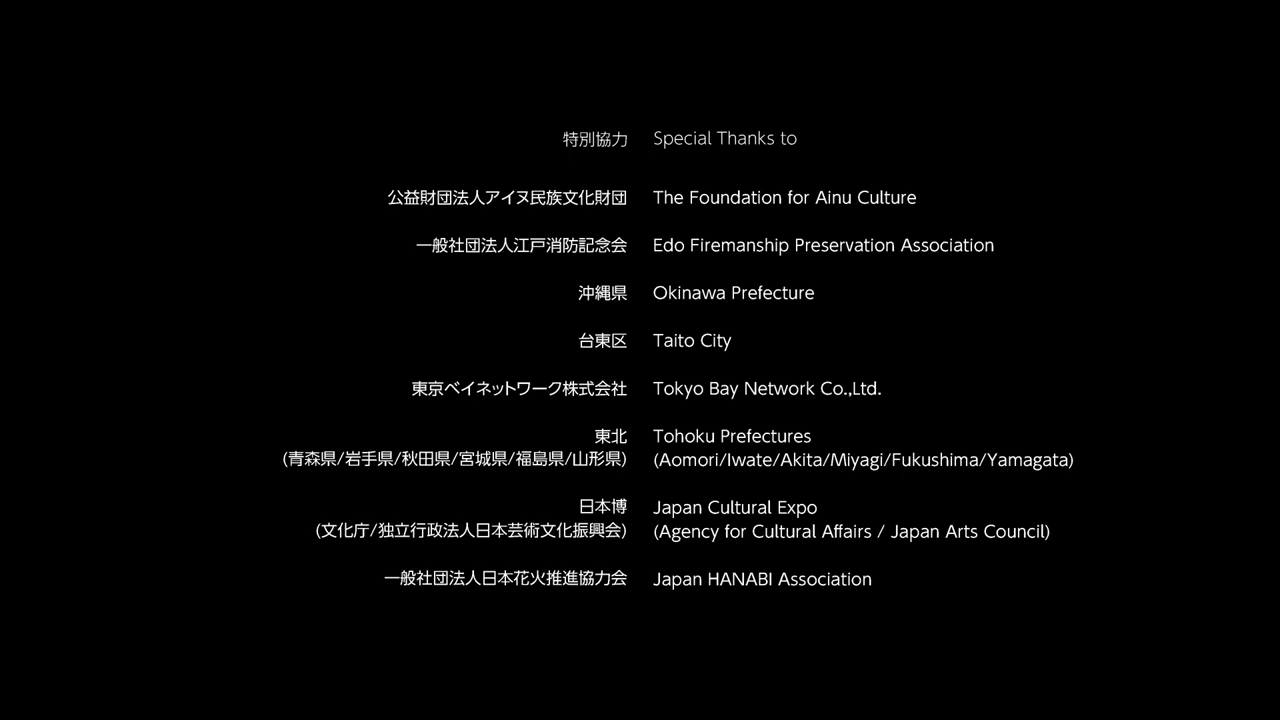 特別協力 Special Thanks to
公益財団法人アイヌ民族文化財団 The Foundation for Ainu Culture
一般社団法人江戸消防記念会 Edo Firemanship Preservation Association
沖縄県 Okinawa Prefecture
台東区 Taito City
東京ベイネットワーク株式会社 Tokyo Bay Network Co.,Ltd.
東北 Tohoku Prefectures
(青森県/岩手県/秋田県/宮城県/福島県/山形県) (Aomori/Iwate/Akita/Miyagi/Fukushima/Yamagata)
日本博 Japan Cultural Expo
(文化庁/独立行政法人日本芸術文化振興会) (Agency for Cultural Affairs / Japan Arts Council)
一般社団法人日本花火推進協力会 Japan HANABI Association